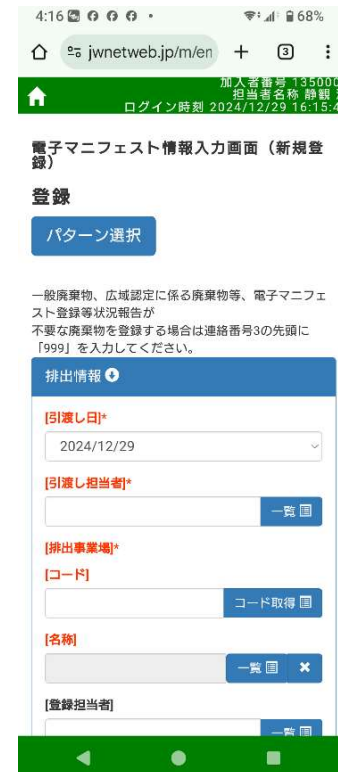 4:16 68%
jwnetweb.jp/m/en 3
加入者番号 135000
担当者名称 静観
ログイン時刻 2024/12/29 16:15:4
電子マニフェスト情報入力画面（新規登
録）
登録
パターン選択
一般廃棄物、広域認定に係る廃棄物等、電子マニフェ
スト登録等状況報告が
不要な廃棄物を登録する場合は連絡番号3の先頭に
「999」を入力してください。
排出情報
[引渡し日]*
2024/12/29
[引渡し担当者]*
一覧
[排出事業場]*
[コード]
コード取得
[名称]
一覧
[登録担当者]
一覧